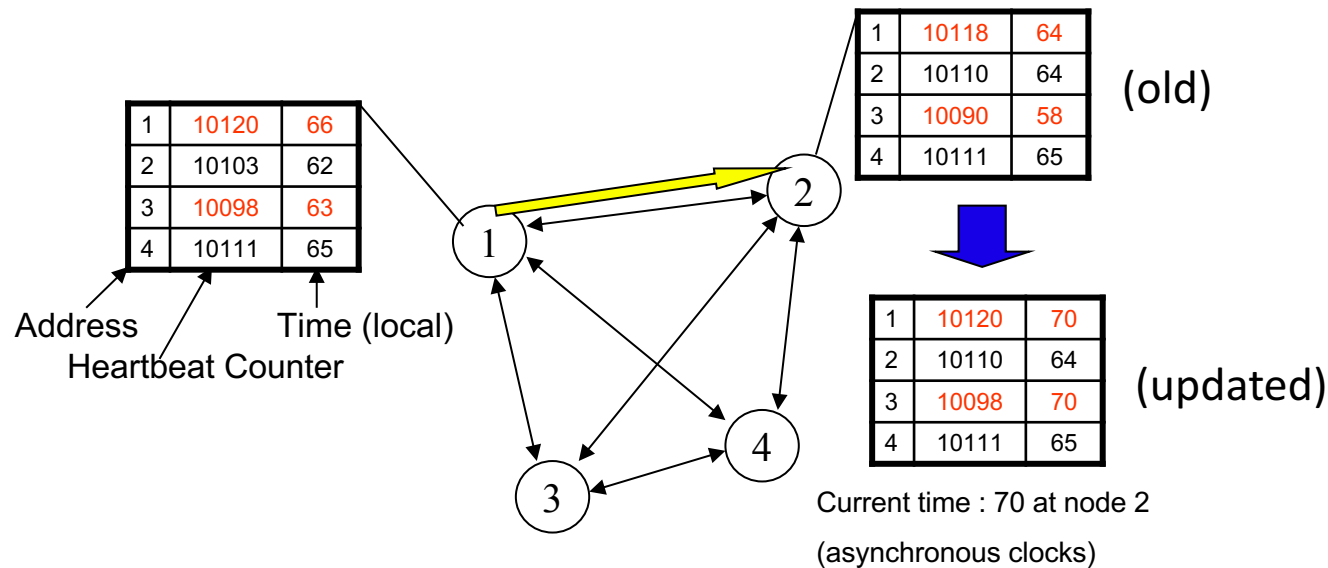 1 10118 64
2 10110 64
3 10090 58
4 10111 65
(old)
1 10120 66
2 10103 62
3 10098 63
4 10111 65
Address
Time (local)
Heartbeat Counter
1
2
3
4
1 10120 70
2 10110 64
3 10098 70
4 10111 65
(updated)
Current time : 70 at node 2
(asynchronous clocks)